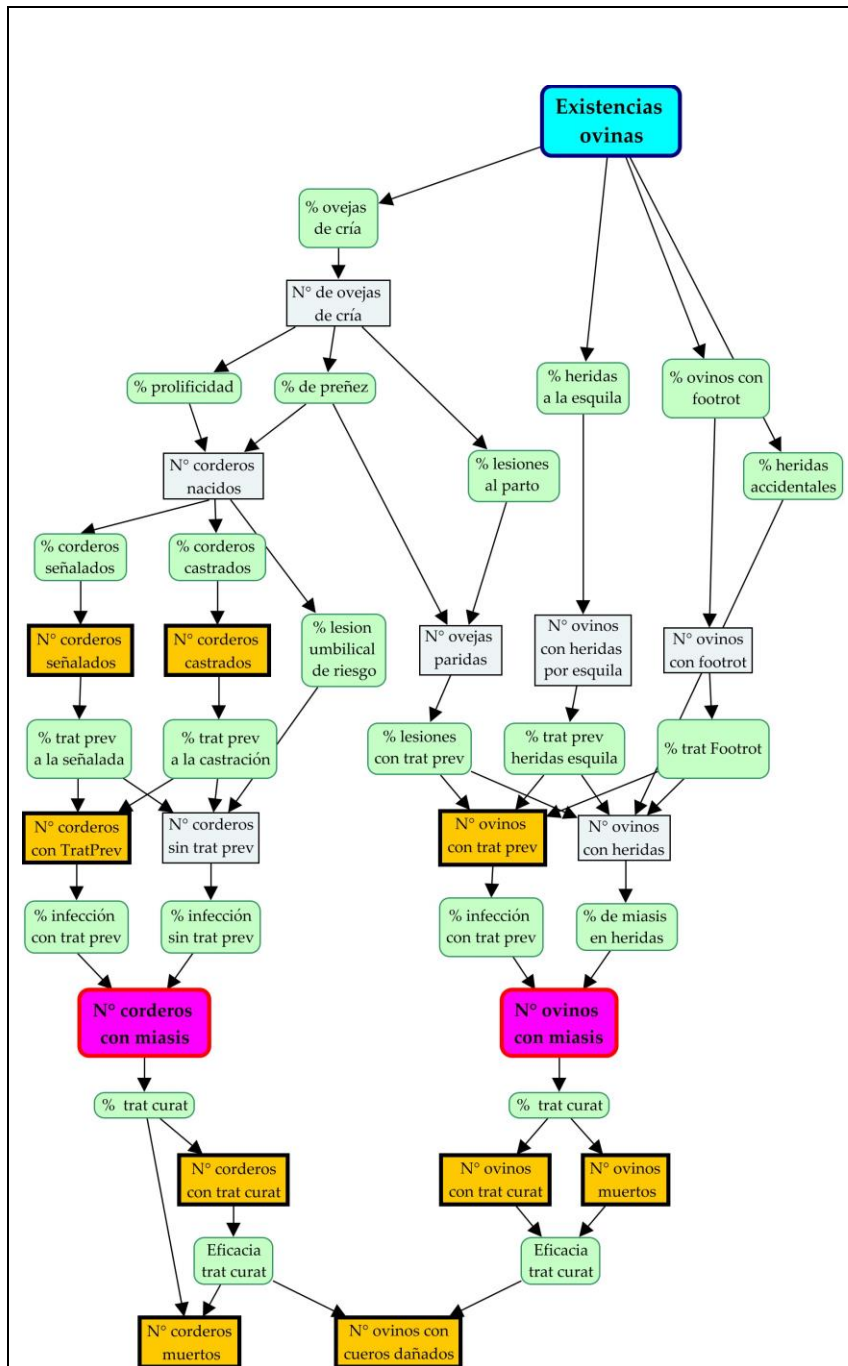 Existencias
ovinas
% ovejas
de cría
N° de ovejas
de cría
% prolificidad
% de preñez
% heridas
a la esquila
% ovinos con
footrot
N° corderos
nacidos
% lesiones
al parto
% heridas
accidentales
% corderos
señalados
% corderos
castrados
N° corderos
señalados
N° corderos
castrados
% lesion
umbilical
de riesgo
N° ovejas
paridas
N° ovinos
con heridas
por esquila
N° ovinos
con footrot
% trat prev
a la señalada
% trat prev
a la castración
% lesiones
con trat prev
% trat prev
heridas esquila
% trat Footrot
N° corderos
con TratPrev
N° corderos
sin trat prev
N° ovinos
con trat prev
N° ovinos
con heridas
% infección
con trat prev
% infección
sin trat prev
% infección
con trat prev
% de miasis
en heridas
N° corderos
con miasis
N° ovinos
con miasis
% trat curat
% trat curat
N° corderos
con trat curat
N° ovinos
con trat curat
N° ovinos
muertos
Eficacia
trat curat
Eficacia
trat curat
N° corderos
muertos
N° ovinos con
cueros dañados